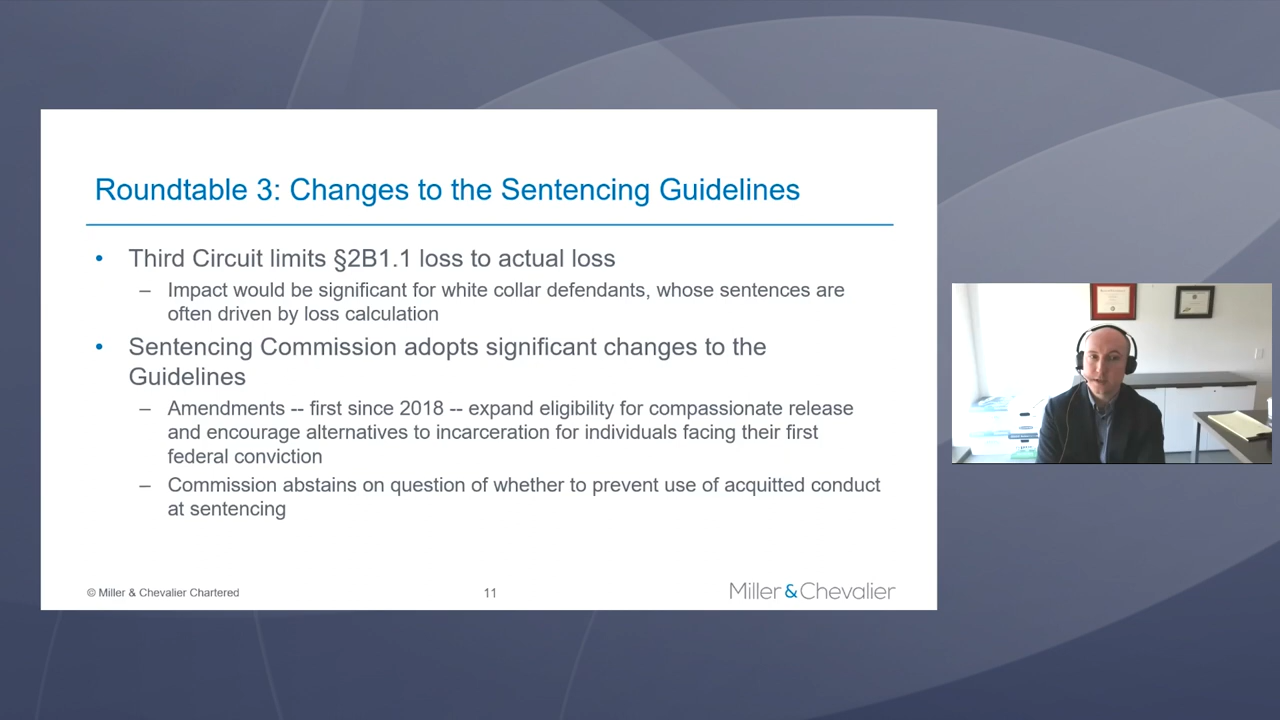 Roundtable 3: Changes to the Sentencing Guidelines
• Third Circuit limits §2B1.1 loss to actual loss
– Impact would be significant for white collar defendants, whose sentences are
often driven by loss calculation
• Sentencing Commission adopts significant changes to the
Guidelines
– Amendments -- first since 2018 -- expand eligibility for compassionate release
and encourage alternatives to incarceration for individuals facing their first
federal conviction
– Commission abstains on question of whether to prevent use of acquitted conduct
at sentencing
© Miller & Chevalier Chartered
11
Miller&Chevalier